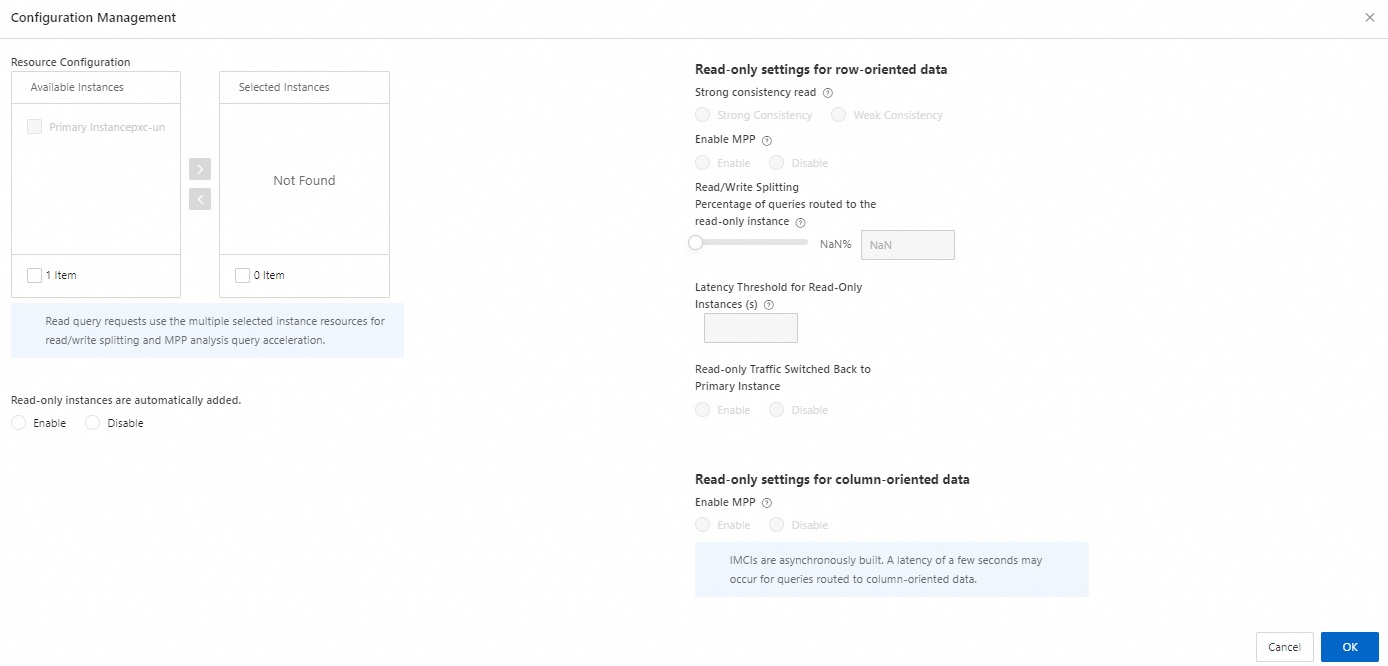 Configuration Management
Resource Configuration
Available Instances
Primary Instancepxc-un
1 Item
Selected Instances
Not Found
0 Item
Read query requests use the multiple selected instance resources for
read/write splitting and MPP analysis query acceleration.
Read-only instances are automatically added.
Enable Disable
Read-only settings for row-oriented data
Strong consistency read
Strong Consistency Weak Consistency
Enable MPP
Enable Disable
Read/Write Splitting
Percentage of queries routed to the
read-only instance
NaN% NaN
Latency Threshold for Read-Only
Instances (s)
Read-only Traffic Switched Back to
Primary Instance
Enable Disable
Read-only settings for column-oriented data
Enable MPP
Enable Disable
IMCIs are asynchronously built. A latency of a few seconds may
occur for queries routed to column-oriented data.
Cancel OK